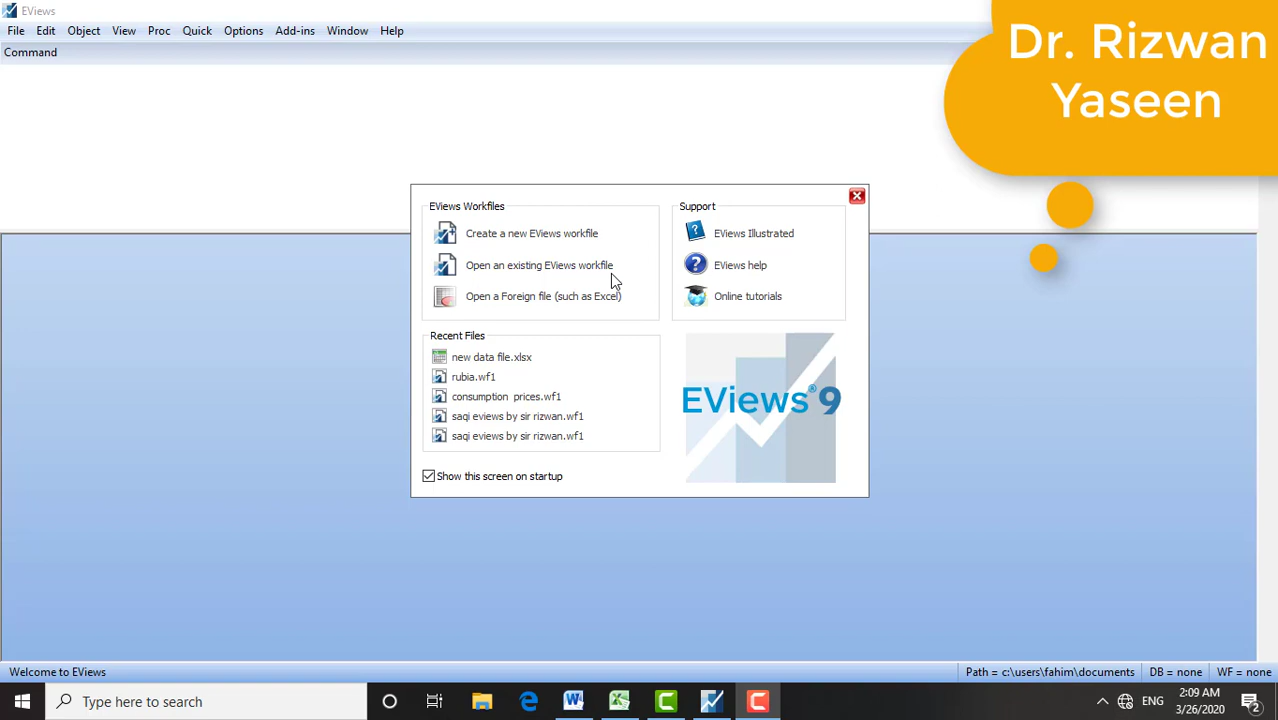 EViews
File Edit Object View Proc Quick Options Add-ins Window Help
Command
Dr. Rizwan
Yaseen
EViews Workfiles
Create a new EViews workfile
Open an existing EViews workfile
Open a Foreign file (such as Excel)
Support
EViews Illustrated
EViews help
Online tutorials
Recent Files
new data file.xlsx
rubia.wf1
consumption prices.wf1
saqi eviews by sir rizwan.wf1
saqi eviews by sir rizwan.wf1
EViews® 9
Show this screen on startup
Welcome to EViews
Path = c:\users\fahim\documents DB = none WF = none
Type here to search
ENG
2:09 AM
3/26/2020
2